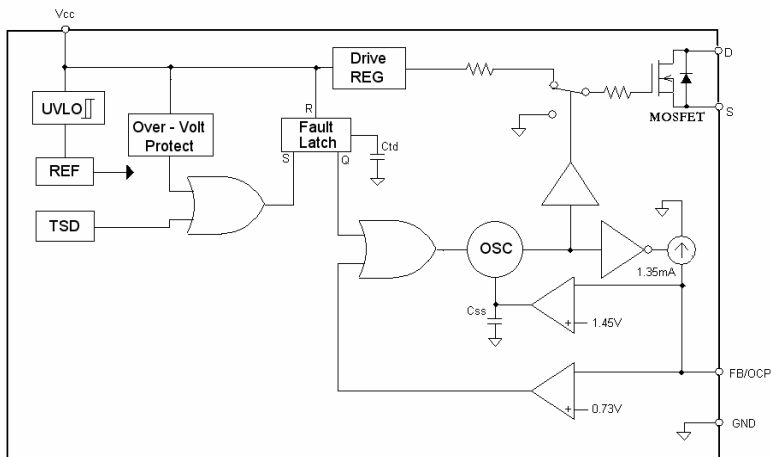 Vcc
Drive
REG
D
S
MOSFET
R
UVLO
Over - Volt
Protect
Fault
Latch
Ctd
S
Q
REF
TSD
OSC
1.35mA
Css
1.45V
+
FB/OCP
0.73V
+
GND